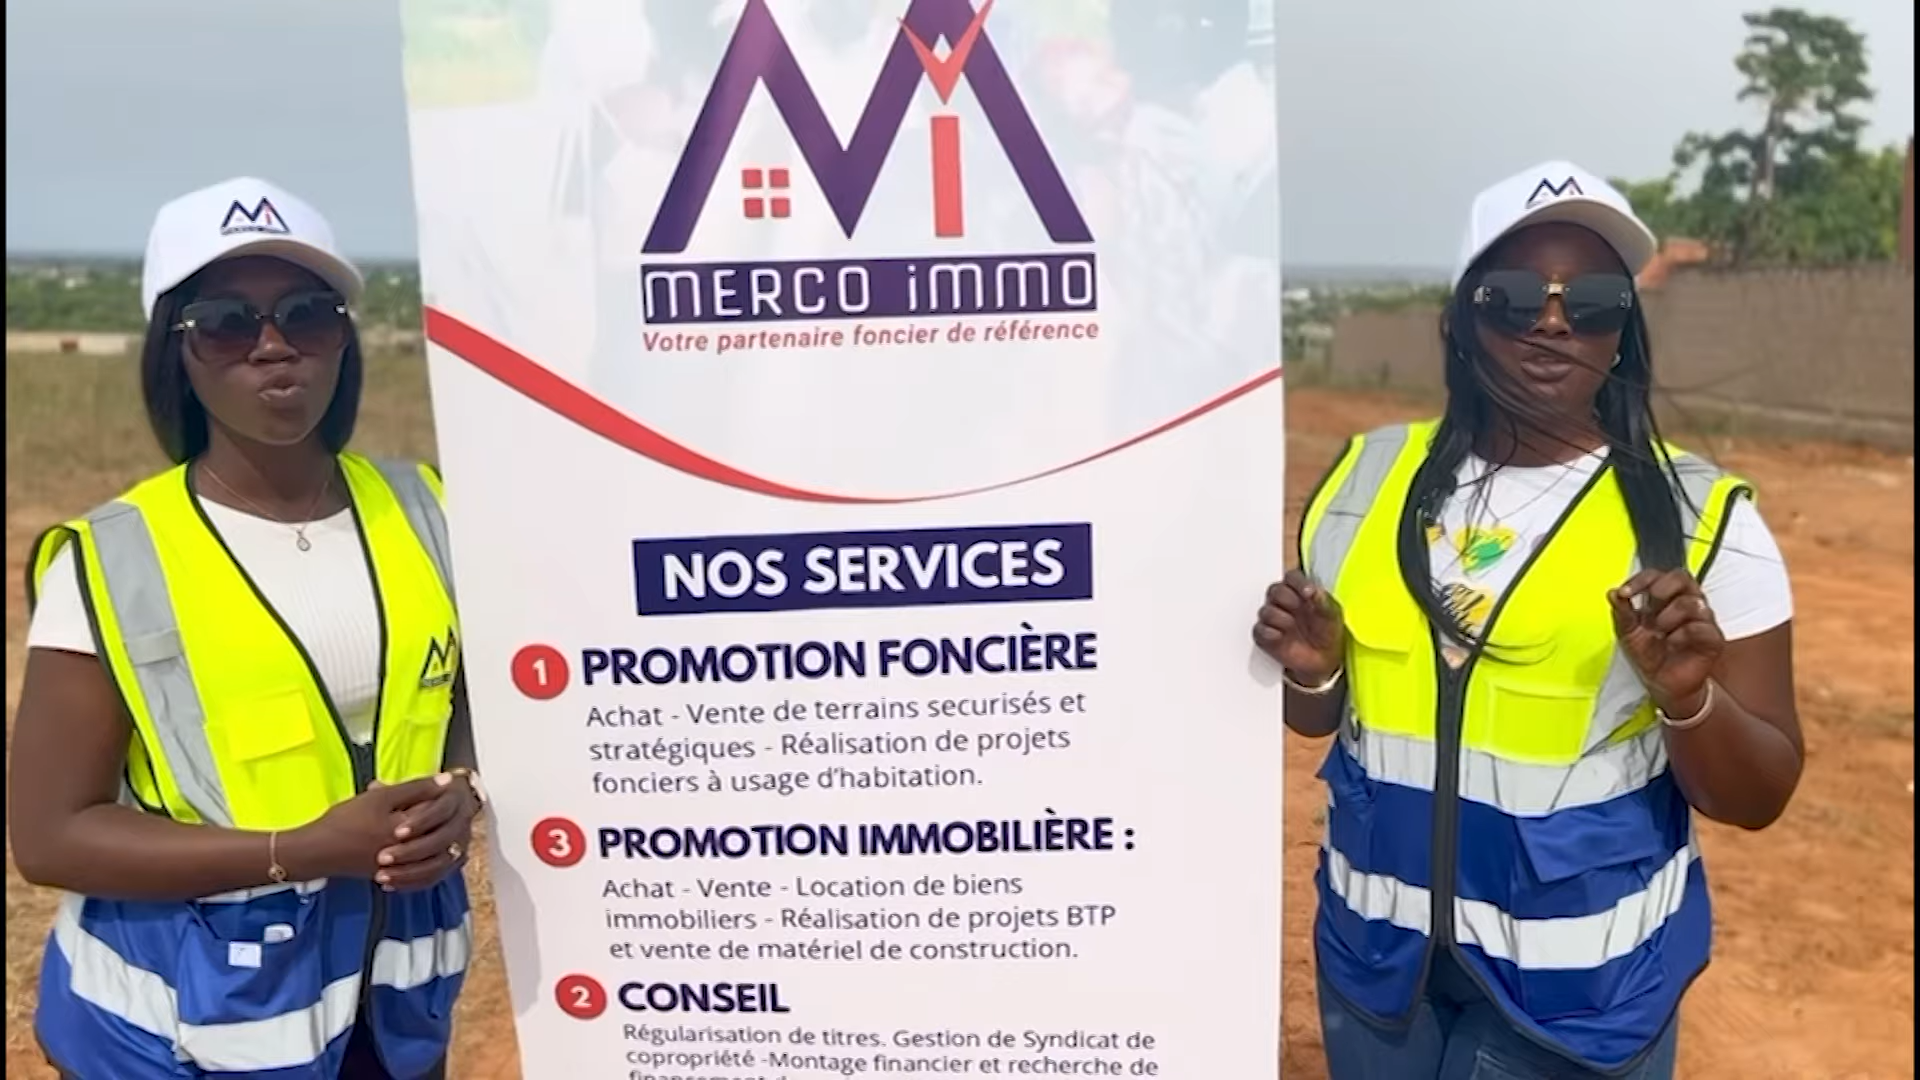 MERCO immo
Votre partenaire foncier de référence
NOS SERVICES
1 PROMOTION FONCIÈRE
Achat - Vente de terrains securisés et
stratégiques - Réalisation de projets
fonciers à usage d'habitation.
3 PROMOTION IMMOBILIÈRE :
Achat - Vente - Location de biens
immobiliers - Réalisation de projets BTP
et vente de matériel de construction.
2 CONSEIL
Régularisation de titres. Gestion de Syndicat de
copropriété -Montage financier et recherche de